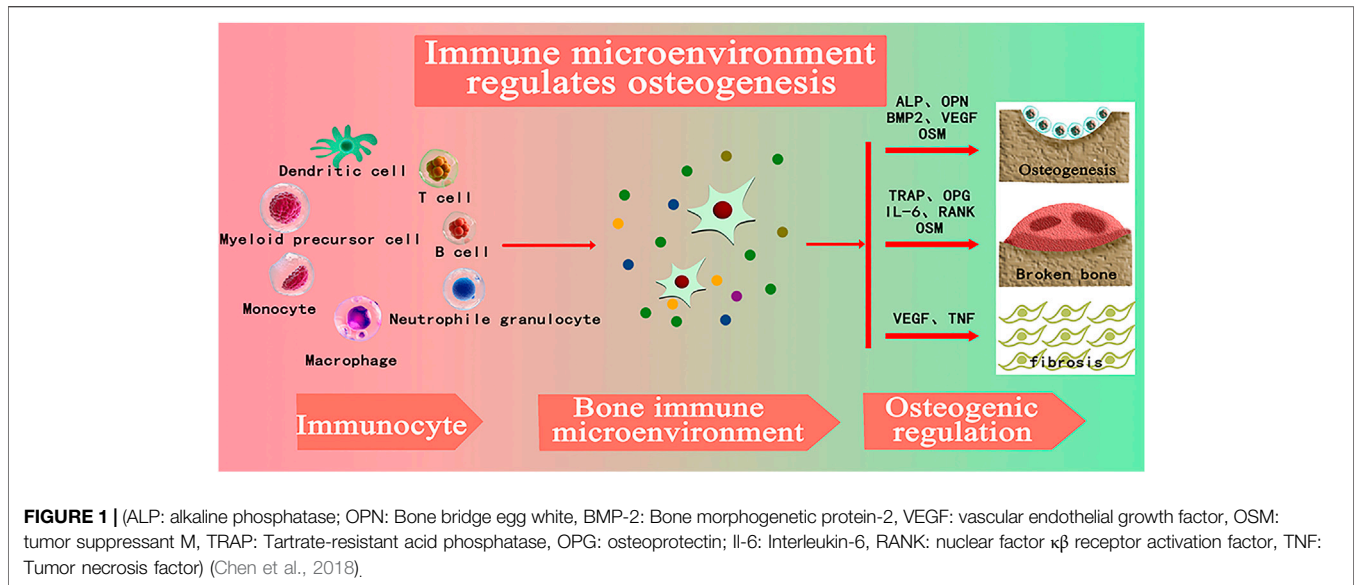 Immune microenvironment
regulates osteogenesis
Dendritic cell
T cell
Myeloid precursor cell
B cell
Monocyte
Neutrophile granulocyte
Macrophage
ALP、OPN
BMP2、VEGF
OSM
Osteogenesis
TRAP、OPG
IL-6、RANK
OSM
Broken bone
VEGF、TNF
fibrosis
Immunocyte
Bone immune
microenvironment
Osteogenic
regulation
FIGURE 1 | (ALP: alkaline phosphatase; OPN: Bone bridge egg white, BMP-2: Bone morphogenetic protein-2, VEGF: vascular endothelial growth factor, OSM:
tumor suppressant M, TRAP: Tartrate-resistant acid phosphatase, OPG: osteoprotectin; Il-6: Interleukin-6, RANK: nuclear factor κβ receptor activation factor, TNF:
Tumor necrosis factor) (Chen et al., 2018).